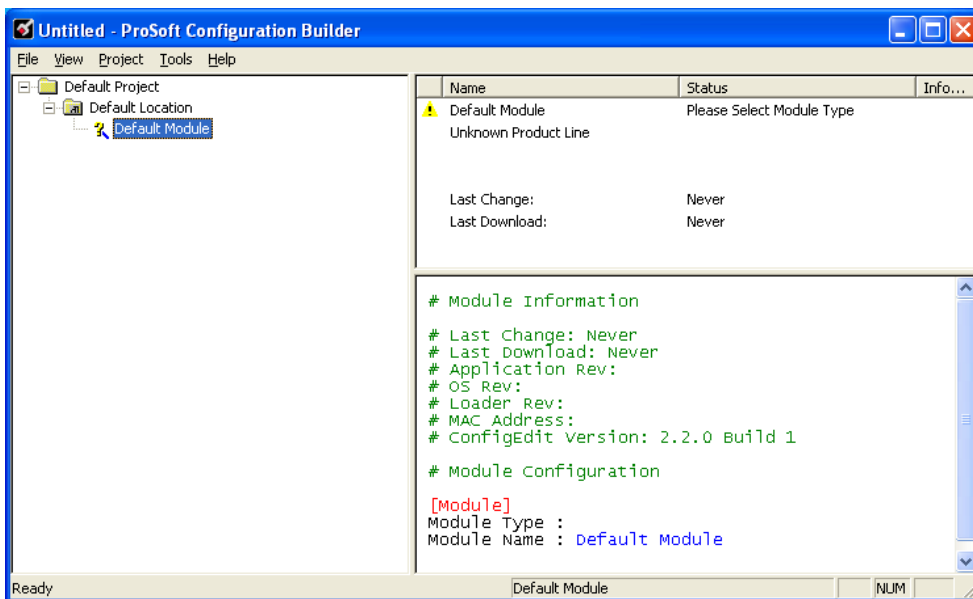 Untitled - ProSoft Configuration Builder
File View Project Tools Help
Default Project
Default Location
Default Module
Name Status Info...
Default Module Please Select Module Type
Unknown Product Line
Last Change: Never
Last Download: Never
# Module Information
# Last Change: Never
# Last Download: Never
# Application Rev:
# OS Rev:
# Loader Rev:
# MAC Address:
# ConfigEdit Version: 2.2.0 Build 1
# Module Configuration
[Module]
Module Type :
Module Name : Default Module
Ready Default Module NUM